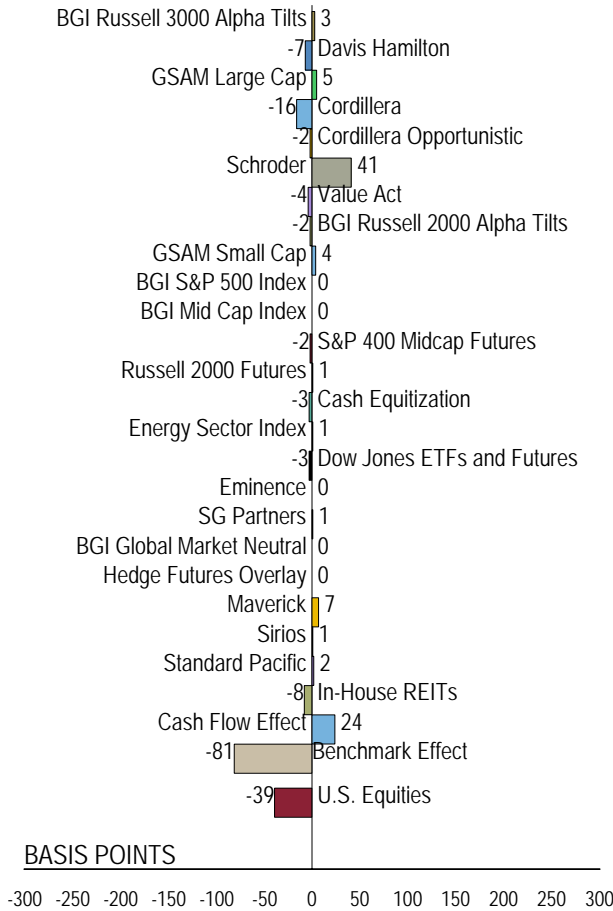 BGI Russell 3000 Alpha Tilts 3
-7 Davis Hamilton
GSAM Large Cap 5
-16 Cordillera
-2 Cordillera Opportunistic
Schroder 41
-4 Value Act
-2 BGI Russell 2000 Alpha Tilts
GSAM Small Cap 4
BGI S&P 500 Index 0
BGI Mid Cap Index 0
-2 S&P 400 Midcap Futures
Russell 2000 Futures 1
-3 Cash Equitization
Energy Sector Index 1
-3 Dow Jones ETFs and Futures
Eminence 0
SG Partners 1
BGI Global Market Neutral 0
Hedge Futures Overlay 0
Maverick 7
Sirios 1
Standard Pacific 2
-8 In-House REITs
Cash Flow Effect 24
-81 Benchmark Effect
-39 U.S. Equities
BASIS POINTS
-300 -250 -200 -150 -100 -50 0 50 100 150 200 250 300